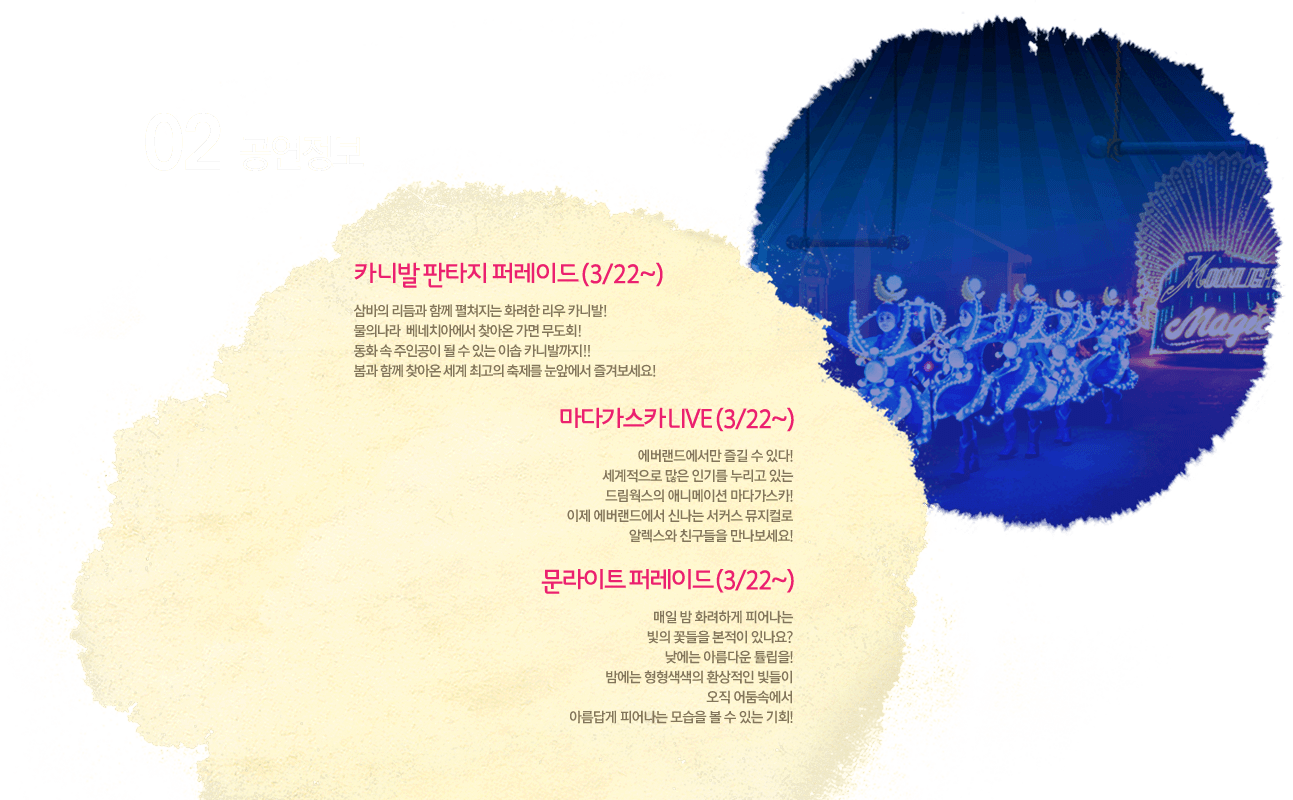 02 공연정보
카니발 판타지 퍼레이드 (3/22~)
삼바의 리듬과 함께 펼쳐지는 화려한 리우 카니발!
물의나라 베네치아에서 찾아온 가면 무도회!
동화 속 주인공이 될 수 있는 이솝 카니발까지!!
봄과 함께 찾아온 세계 최고의 축제를 눈앞에서 즐겨보세요!
마다가스카 LIVE (3/22~)
에버랜드에서만 즐길 수 있다!
세계적으로 많은 인기를 누리고 있는
드림웍스의 애니메이션 마다가스카!
이제 에버랜드에서 신나는 서커스 뮤지컬로
알렉스와 친구들을 만나보세요!
문라이트 퍼레이드 (3/22~)
매일 밤 화려하게 피어나는
빛의 꽃들을 본적이 있나요?
낮에는 아름다운 튤립을!
밤에는 형형색색의 환상적인 빛들이
오직 어둠속에서
아름답게 피어나는 모습을 볼 수 있는 기회!
MOONLIGH
Magic